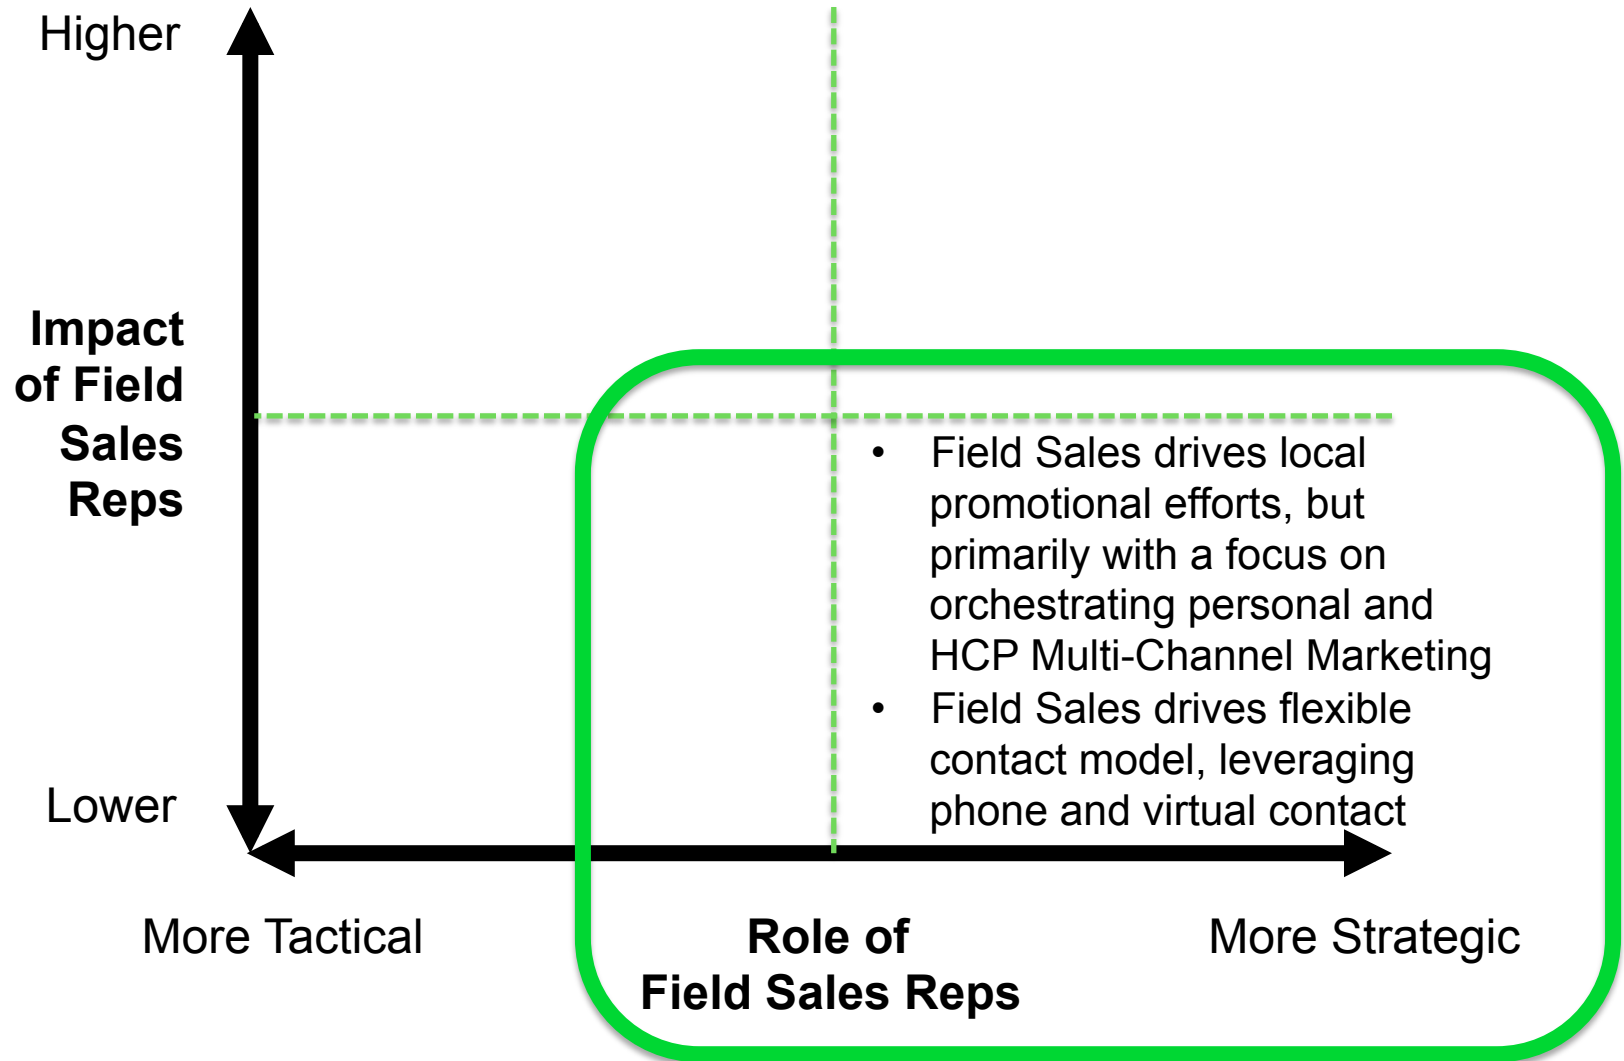 Higher
Impact
of Field
Sales
Reps
• Field Sales drives local
promotional efforts, but
primarily with a focus on
orchestrating personal and
HCP Multi-Channel Marketing
• Field Sales drives flexible
contact model, leveraging
phone and virtual contact
Lower
More Tactical
Role of
Field Sales Reps
More Strategic